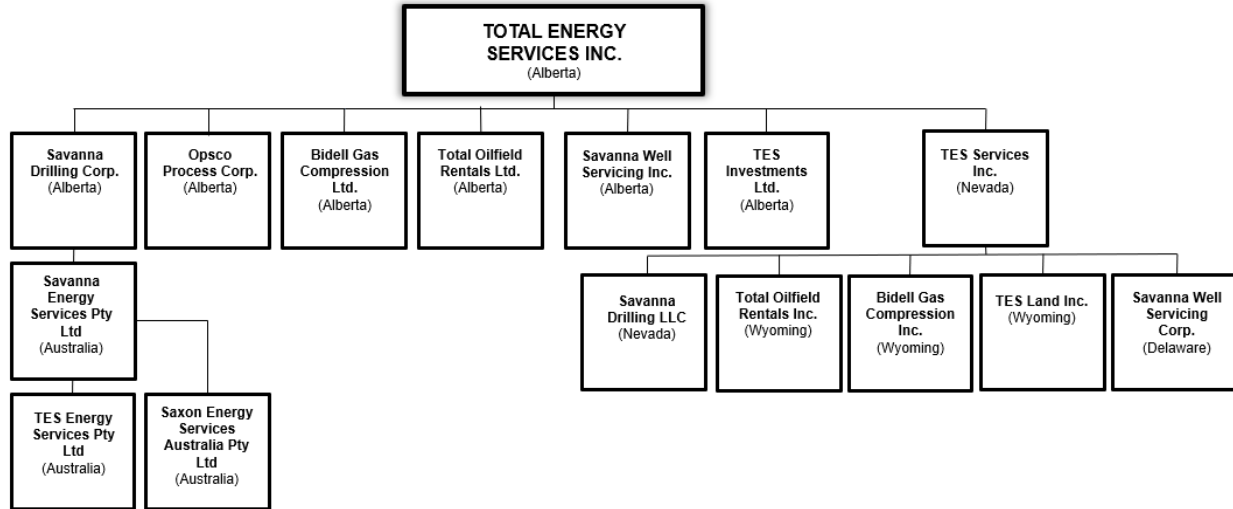 TOTAL ENERGY
SERVICES INC.
(Alberta)
Savanna
Drilling Corp.
(Alberta)
Opsco
Process Corp.
(Alberta)
Bidell Gas
Compression
Ltd.
(Alberta)
Total Oilfield
Rentals Ltd.
(Alberta)
Savanna Well
Servicing Inc.
(Alberta)
TES
Investments
Ltd.
(Alberta)
TES Services
Inc.
(Nevada)
Savanna
Energy
Services Pty
Ltd
(Australia)
Savanna
Drilling LLC
(Nevada)
Total Oilfield
Rentals Inc.
(Wyoming)
Bidell Gas
Compression
Inc.
(Wyoming)
TES Land Inc.
(Wyoming)
Savanna Well
Servicing
Corp.
(Delaware)
TES Energy
Services Pty
Ltd
(Australia)
Saxon Energy
Services
Australia Pty
Ltd
(Australia)